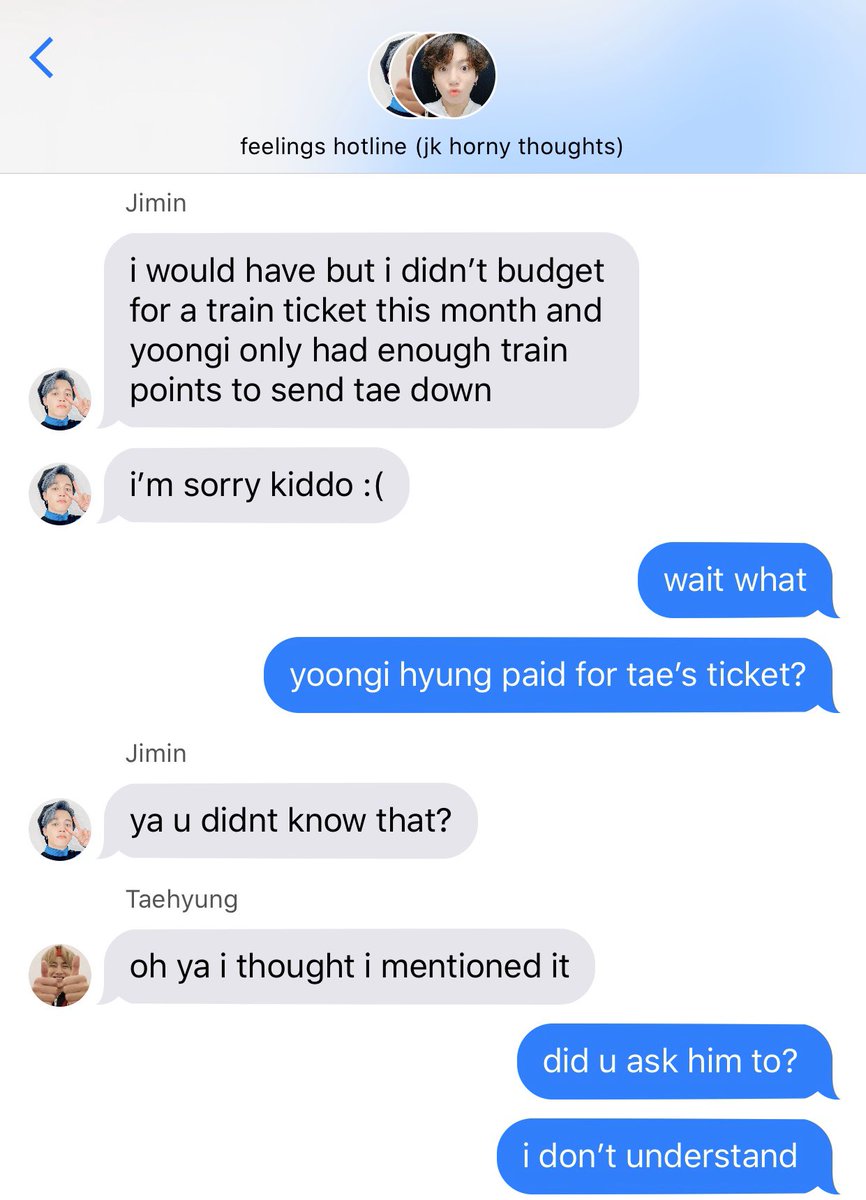 feelings hotline (jk horny thoughts)
Jimin
i would have but i didn’t budget
for a train ticket this month and
yoongi only had enough train
points to send tae down
i’m sorry kiddo :(
wait what
yoongi hyung paid for tae’s ticket?
Jimin
ya u didnt know that?
Taehyung
oh ya i thought i mentioned it
did u ask him to?
i don’t understand